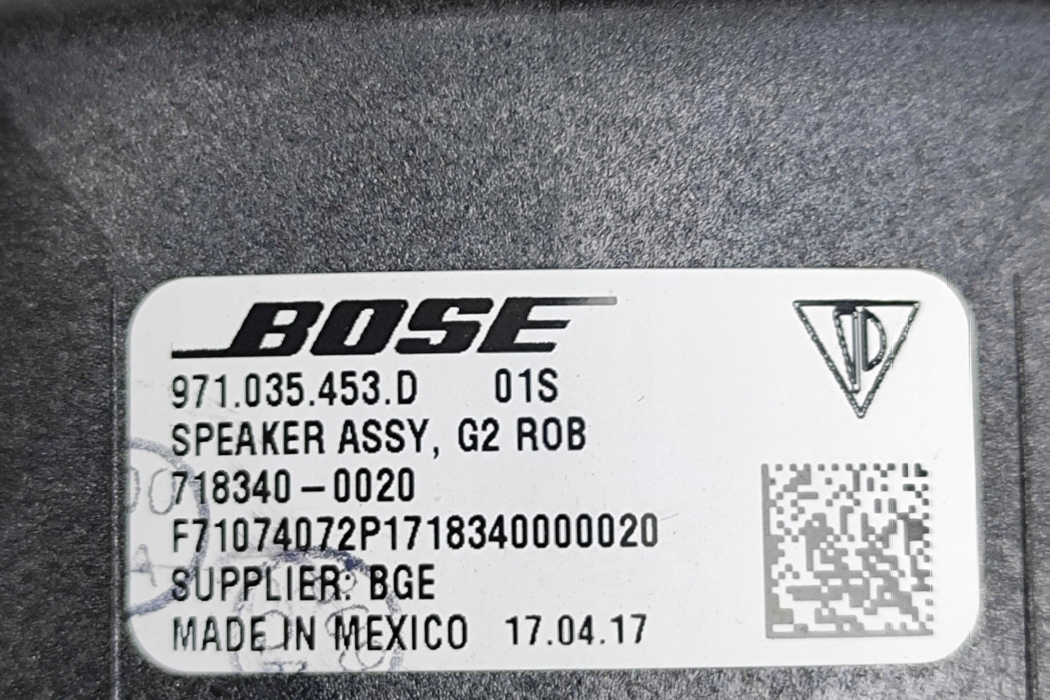 BOSE
971.035.453.D 01S
SPEAKER ASSY, G2 ROB
718340-0020
F71074072P1718340000020
SUPPLIER: BGE
MADE IN MEXICO 17.04.17